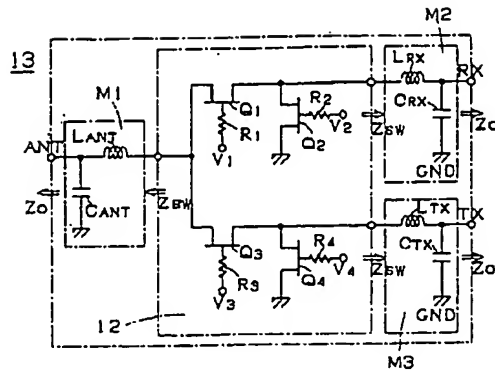 13
M1
M2
LANT
ANT
CANT
Zo
ZSW
Q1
R1
V1
R2
V2
Q2
ZSW
LRX
RX
CRX
Zo
GND
Q3
R3
V3
R4
V4
Q4
ZSW
LTX
TX
CTX
Zo
GND
12
M3